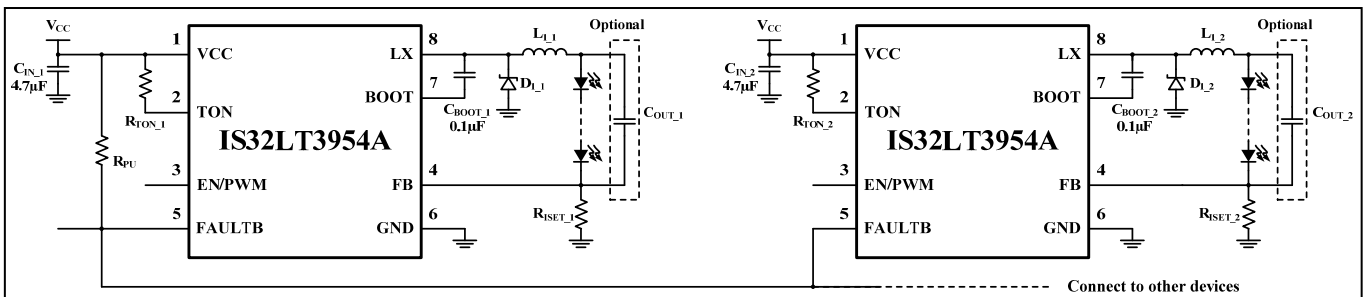 VCC
CIN_1
4.7µF
1
VCC
2
TON
RTON_1
RPU
3
EN/PWM
5
FAULTB
IS32LT3954A
LX
8
BOOT
7
CBOOT_1
0.1µF
DI_1
LI_1
Optional
COUT_1
FB
4
RISET_1
GND
6
VCC
CIN_2
4.7µF
1
VCC
2
TON
RTON_2
3
EN/PWM
5
FAULTB
IS32LT3954A
LX
8
BOOT
7
CBOOT_2
0.1µF
DI_2
LI_2
Optional
COUT_2
FB
4
RISET_2
GND
6
Connect to other devices